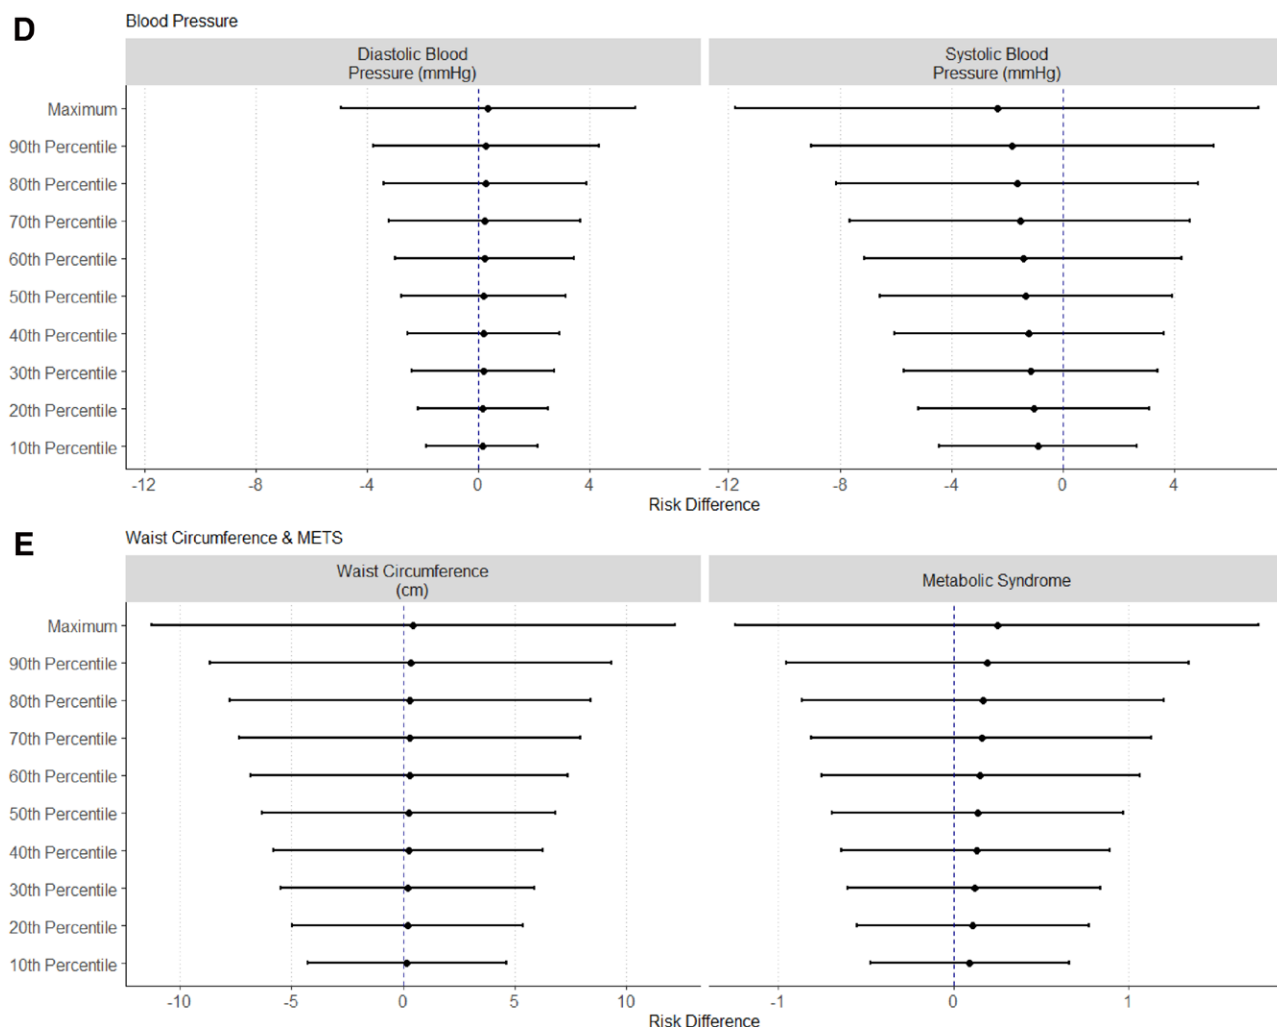 D
Blood Pressure
Diastolic Blood
Pressure (mmHg)
Systolic Blood
Pressure (mmHg)
Maximum
90th Percentile
80th Percentile
70th Percentile
60th Percentile
50th Percentile
40th Percentile
30th Percentile
20th Percentile
10th Percentile
-12 -8 -4 0 4
-12 -8 -4 0 4
Risk Difference
E
Waist Circumference & METS
Waist Circumference
(cm)
Metabolic Syndrome
Maximum
90th Percentile
80th Percentile
70th Percentile
60th Percentile
50th Percentile
40th Percentile
30th Percentile
20th Percentile
10th Percentile
-10 -5 0 5 10
-1 0 1
Risk Difference